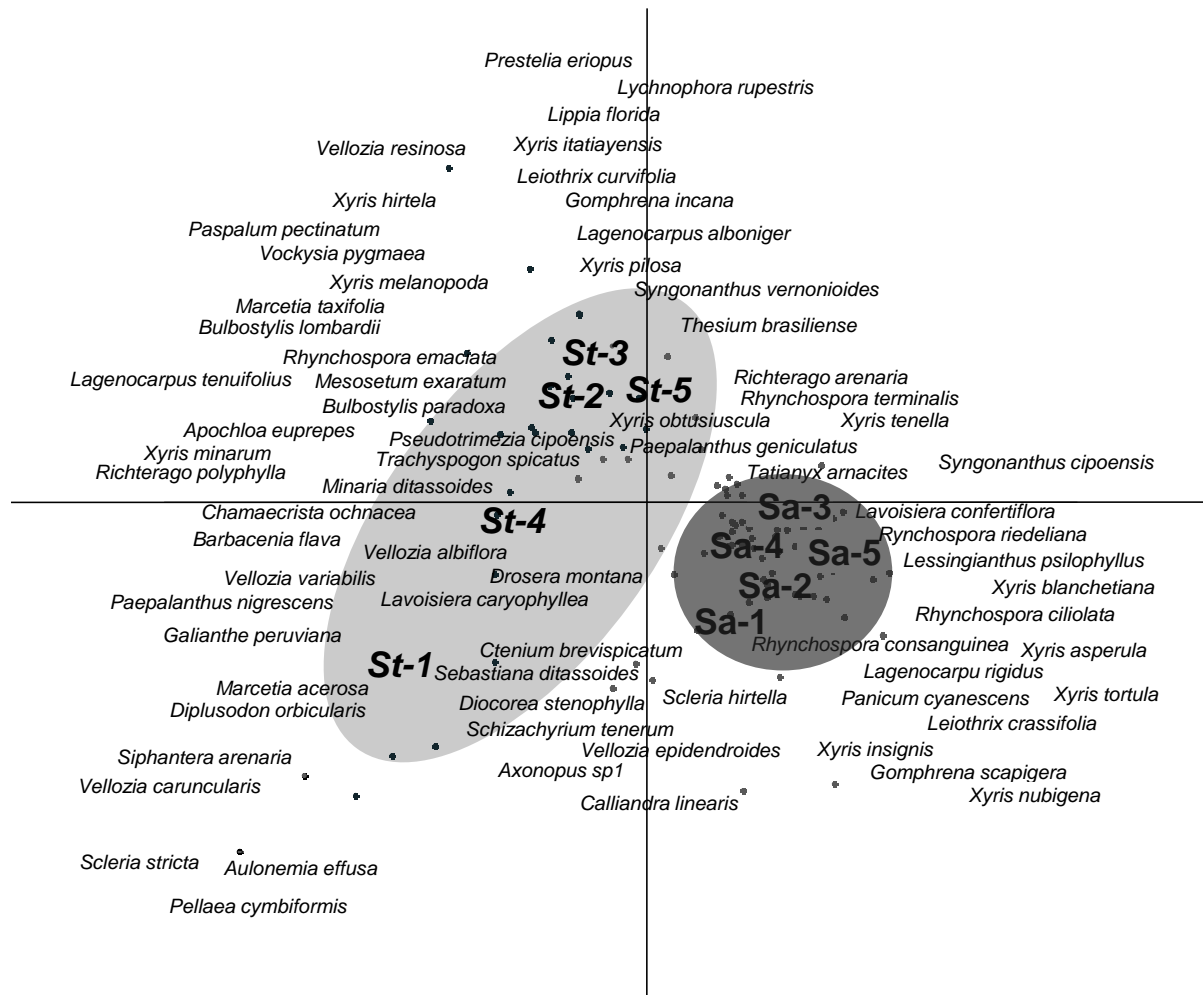 Prestelia eriopus
Lychnophora rupestris
Lippia florida
Vellozia resinosa
Xyris itatiayensis
Leiothrix curvifolia
Xyris hirtela
Gomphrena incana
Paspalum pectinatum
Lagenocarpus alboniger
Vockysia pygmaea
Xyris pilosa
Xyris melanopoda
Syngonanthus vernonioides
Marcetia taxifolia
Bulbostylis lombardii
Thesium brasiliense
St-3
Rhynchospora emaciata
Lagenocarpus tenuifolius
Mesosetum exaratum
Richterago arenaria
St-2
St-5
Rhynchospora terminalis
Bulbostylis paradoxa
Xyris obtusiuscula
Xyris tenella
Apochloa euprepes
Pseudotrimezia cipoensis
Paepalanthus geniculatus
Xyris minarum
Trachyspogon spicatus
Syngonanthus cipoensis
Richterago polyphylla
Tatianyx arnacites
Minaria ditassoides
Sa-3
Chamaecrista ochnacea
St-4
Lavoisiera confertiflora
Barbacenia flava
Rynchospora riedeliana
Sa-4
Sa-5
Vellozia albiflora
Lessingianthus psilophyllus
Vellozia variabilis
Drosera montana
Sa-2
Xyris blanchetiana
Paepalanthus nigrescens
Lavoisiera caryophyllea
Rhynchospora ciliolata
Sa-1
Galianthe peruviana
Rhynchospora consanguinea
Ctenium brevispicatum
Xyris asperula
St-1
Sebastiana ditassoides
Lagenocarpu rigidus
Marcetia acerosa
Scleria hirtella
Panicum cyanescens
Xyris tortula
Diplusodon orbicularis
Diocorea stenophylla
Leiothrix crassifolia
Schizachyrium tenerum
Vellozia epidendroides
Xyris insignis
Siphantera arenaria
Axonopus sp1
Gomphrena scapigera
Vellozia caruncularis
Xyris nubigena
Calliandra linearis
Scleria stricta
Aulonemia effusa
Pellaea cymbiformis